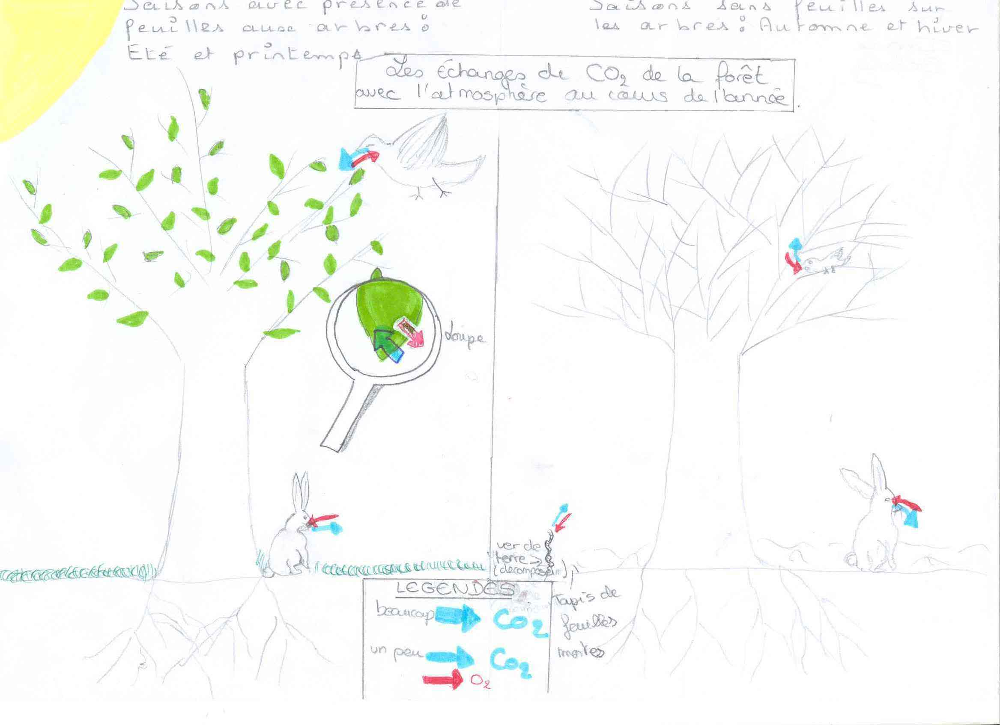 Saisons avec présence de
feuilles aux arbres :
Eté et printemps
Saisons sans feuilles sur
les arbres : Automne et hiver
Les Échanges de CO2 de la forêt
avec l'atmosphère au cours de l'année.
Loupe
ver de
terre →
(décomposeur)
LEGENDES
beaucoup CO2
un peu CO2
O2
Tapis de
feuilles
mortes